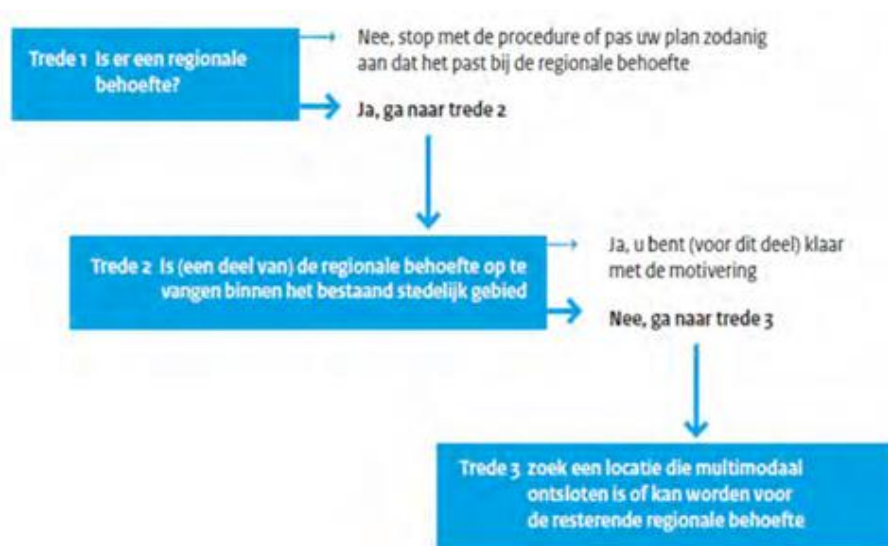 Trede 1 Is er een regionale
behoefte?
Nee, stop met de procedure of pas uw plan zodanig
aan dat het past bij de regionale behoefte
Ja, ga naar trede 2
Trede 2 Is (een deel van) de regionale behoefte op te
vangen binnen het bestaand stedelijk gebied
Ja, u bent (voor dit deel) klaar
met de motivering
Nee, ga naar trede 3
Trede 3 zoek een locatie die multimodaal
ontsloten is of kan worden voor
de resterende regionale behoefte